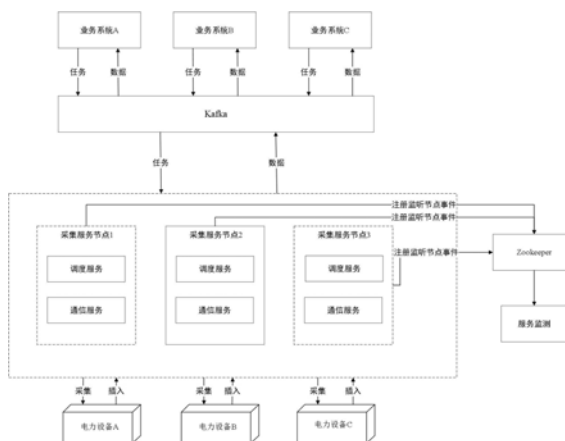 业务系统A
业务系统B
业务系统C
任务
数据
任务
数据
任务
数据
Kafka
任务
数据
注册监听节点事件
注册监听节点事件
采集服务节点1
采集服务节点2
采集服务节点3
注册监听节点事件
Zookeeper
调度服务
调度服务
调度服务
通信服务
通信服务
通信服务
服务监测
采集
插入
采集
插入
采集
插入
电力设备A
电力设备B
电力设备C